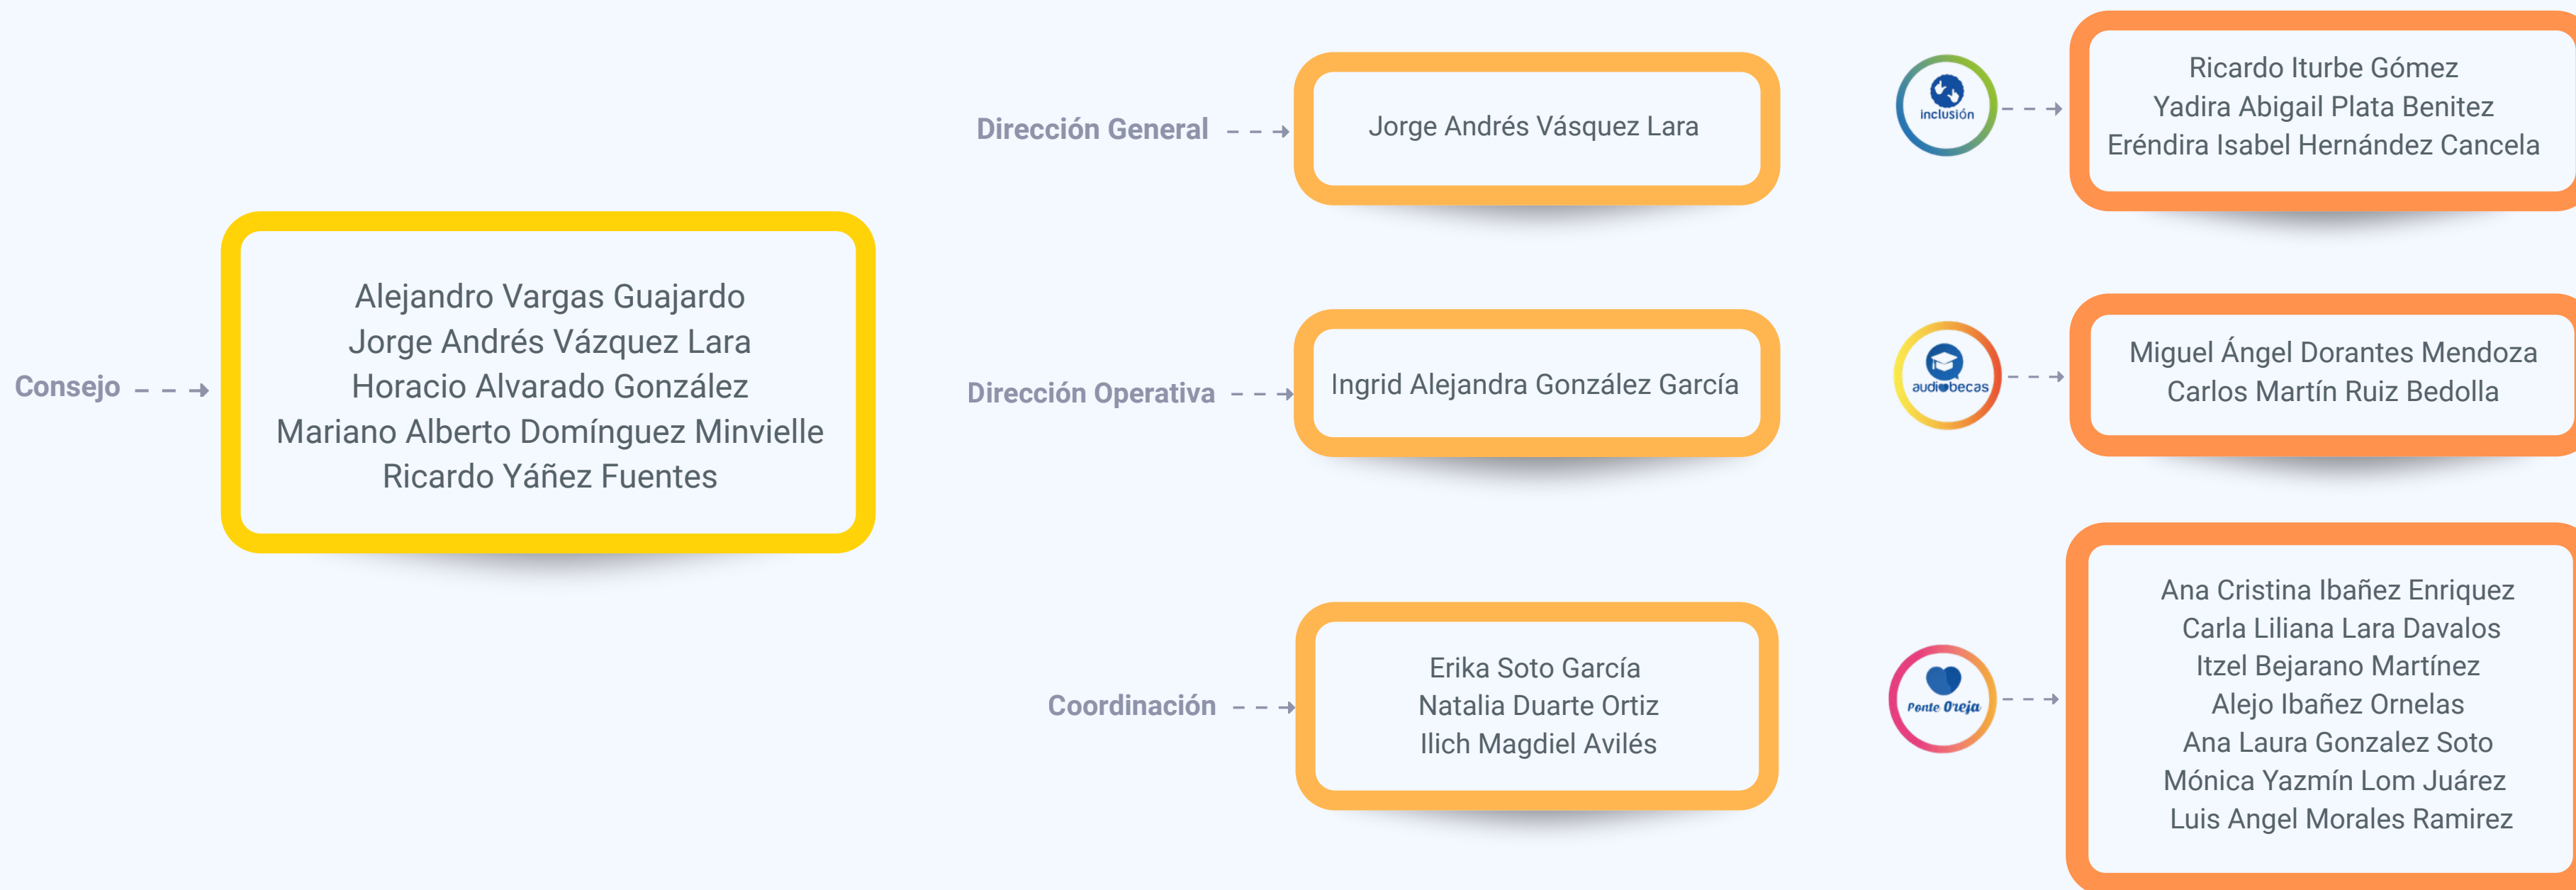 Consejo
Alejandro Vargas Guajardo
Jorge Andrés Vázquez Lara
Horacio Alvarado González
Mariano Alberto Domínguez Minvielle
Ricardo Yáñez Fuentes
Dirección General
Jorge Andrés Vásquez Lara
Dirección Operativa
Ingrid Alejandra González García
Coordinación
Erika Soto García
Natalia Duarte Ortiz
Ilich Magdiel Avilés
inclusión
Ricardo Iturbe Gómez
Yadira Abigail Plata Benitez
Eréndira Isabel Hernández Cancela
audiobecas
Miguel Ángel Dorantes Mendoza
Carlos Martín Ruiz Bedolla
Ponte Oreja
Ana Cristina Ibañez Enriquez
Carla Liliana Lara Davalos
Itzel Bejarano Martínez
Alejo Ibañez Ornelas
Ana Laura Gonzalez Soto
Mónica Yazmín Lom Juárez
Luis Angel Morales Ramirez